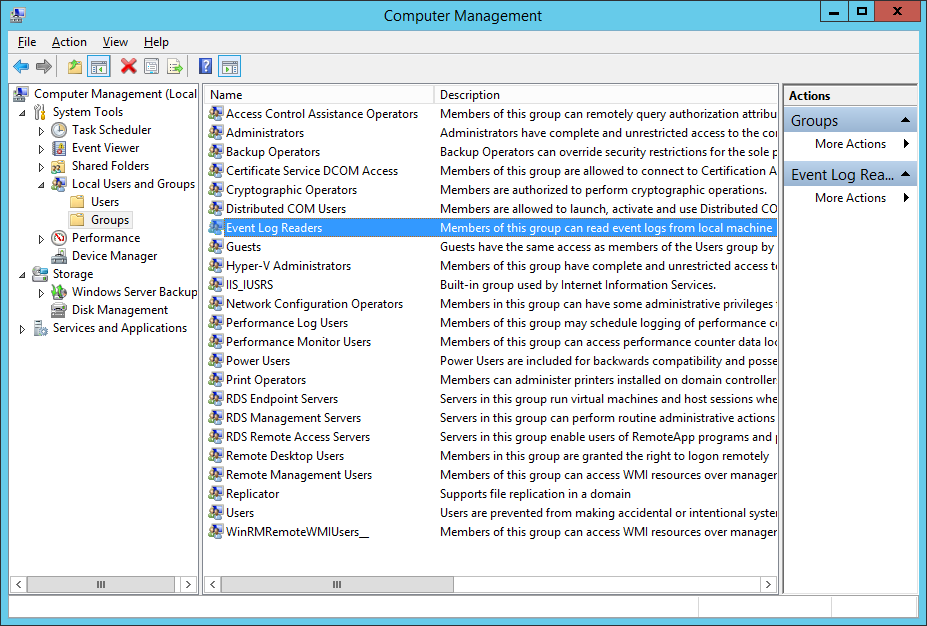 Computer Management
File Action View Help
Computer Management (Local
System Tools
Task Scheduler
Event Viewer
Shared Folders
Local Users and Groups
Users
Groups
Performance
Device Manager
Storage
Windows Server Backup
Disk Management
Services and Applications
Name Description
Access Control Assistance Operators Members of this group can remotely query authorization attribu
Administrators Administrators have complete and unrestricted access to the co
Backup Operators Backup Operators can override security restrictions for the sole p
Certificate Service DCOM Access Members of this group are allowed to connect to Certification A
Cryptographic Operators Members are authorized to perform cryptographic operations.
Distributed COM Users Members are allowed to launch, activate and use Distributed CO
Event Log Readers Members of this group can read event logs from local machine
Guests Guests have the same access as members of the Users group by
Hyper-V Administrators Members of this group have complete and unrestricted access to
IIS_IUSRS Built-in group used by Internet Information Services.
Network Configuration Operators Members in this group can have some administrative privileges
Performance Log Users Members of this group may schedule logging of performance co
Performance Monitor Users Members of this group can access performance counter data loc
Power Users Power Users are included for backwards compatibility and posse
Print Operators Members can administer printers installed on domain controller
RDS Endpoint Servers Servers in this group run virtual machines and host sessions whe
RDS Management Servers Servers in this group can perform routine administrative actions
RDS Remote Access Servers Servers in this group enable users of RemoteApp programs and p
Remote Desktop Users Members in this group are granted the right to logon remotely
Remote Management Users Members of this group can access WMI resources over manager
Replicator Supports file replication in a domain
Users Users are prevented from making accidental or intentional syste
WinRMRemoteWMIUsers__ Members of this group can access WMI resources over manager
Actions
Groups
More Actions
Event Log Rea...
More Actions